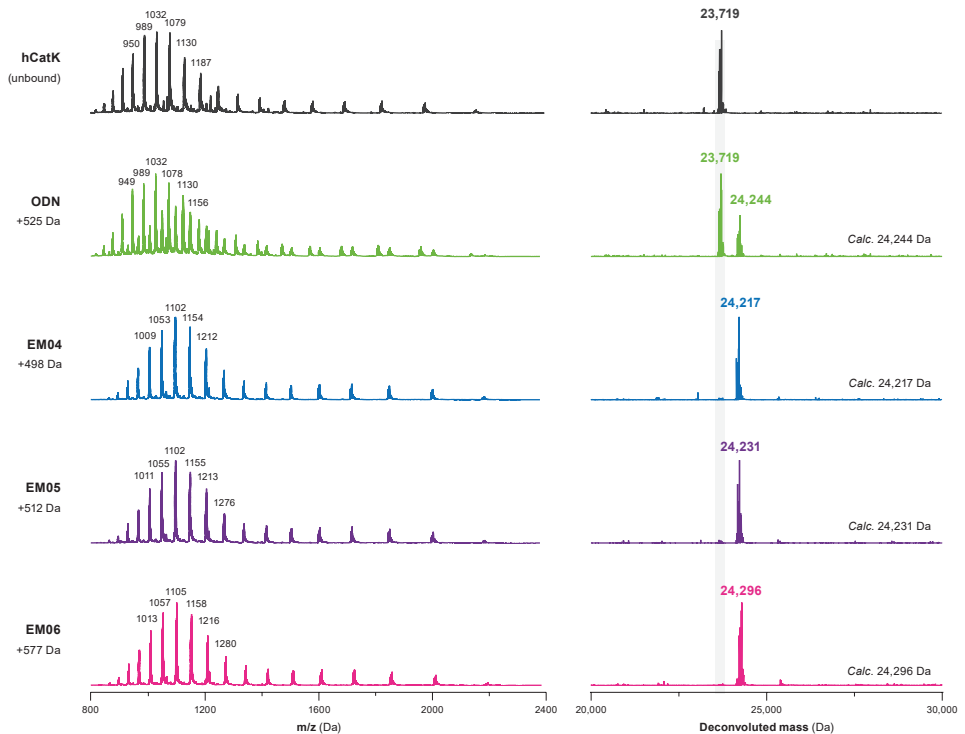 hCatK
(unbound)
950
989
1032
1079
1130
1187
23,719
ODN
+525 Da
949
989
1032
1078
1130
1156
23,719
24,244
Calc. 24,244 Da
EM04
+498 Da
1009
1053
1102
1154
1212
24,217
Calc. 24,217 Da
EM05
+512 Da
1011
1055
1102
1155
1213
1276
24,231
Calc. 24,231 Da
EM06
+577 Da
1013
1057
1105
1158
1216
1280
24,296
Calc. 24,296 Da
800 1200 1600 2000 2400
m/z (Da)
20,000 25,000 30,000
Deconvoluted mass (Da)